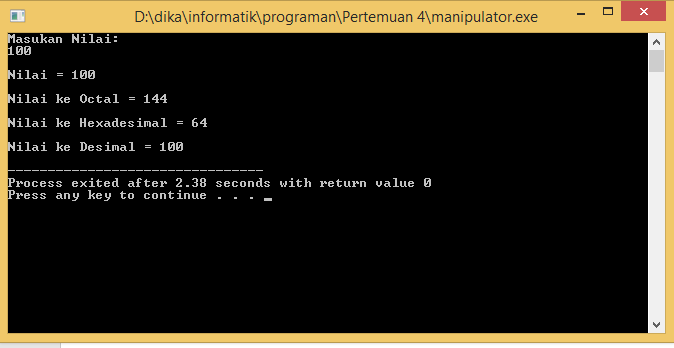 D:\dika\informatik\programan\Pertemuan 4\manipulator.exe
Masukan Nilai:
100
Nilai = 100
Nilai ke Octal = 144
Nilai ke Hexadesimal = 64
Nilai ke Desimal = 100
--------------------------------
Process exited after 2.38 seconds with return value 0
Press any key to continue . . . _